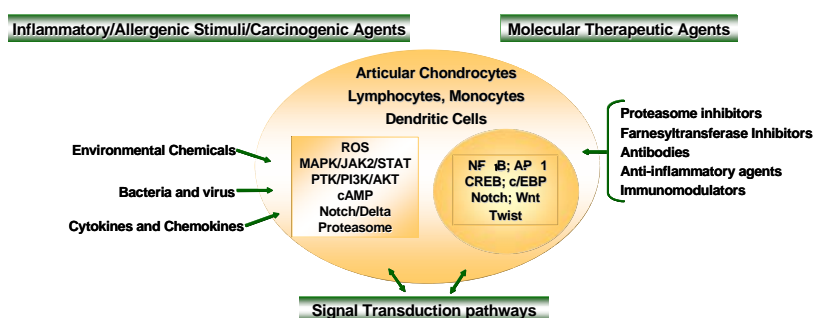 Inflammatory/Allergenic Stimuli/Carcinogenic Agents
Molecular Therapeutic Agents
Articular Chondrocytes
Lymphocytes, Monocytes
Dendritic Cells
Environmental Chemicals
Bacteria and virus
Cytokines and Chemokines
ROS
MAPK/JAK2/STAT
PTK/PI3K/AKT
cAMP
Notch/Delta
Proteasome
AP 1
CREB; c/EBP
Notch; Wnt
Twist
Proteasome inhibitors
Farnesyltransferase Inhibitors
Antibodies
Anti-inflammatory agents
Immunomodulators
Signal Transduction pathways